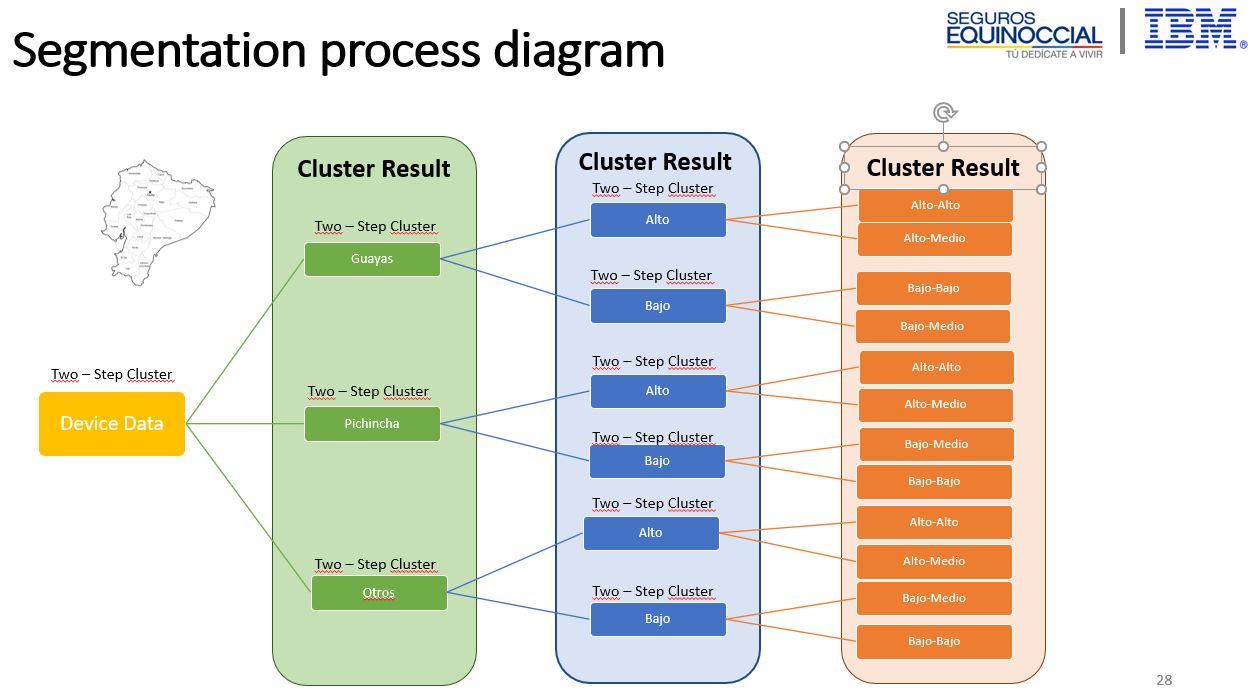 Segmentation process diagram
SEGUROS
EQUINOCCIAL
TÚ DEDÍCATE A VIVIR
IBM®
Two – Step Cluster
Device Data
Cluster Result
Two – Step Cluster
Guayas
Two – Step Cluster
Pichincha
Two – Step Cluster
Otros
Cluster Result
Two – Step Cluster
Alto
Two – Step Cluster
Bajo
Two – Step Cluster
Alto
Two – Step Cluster
Bajo
Two – Step Cluster
Alto
Two – Step Cluster
Bajo
Cluster Result
Alto-Alto
Alto-Medio
Bajo-Bajo
Bajo-Medio
Alto-Alto
Alto-Medio
Bajo-Medio
Bajo-Bajo
Alto-Alto
Alto-Medio
Bajo-Medio
Bajo-Bajo
28